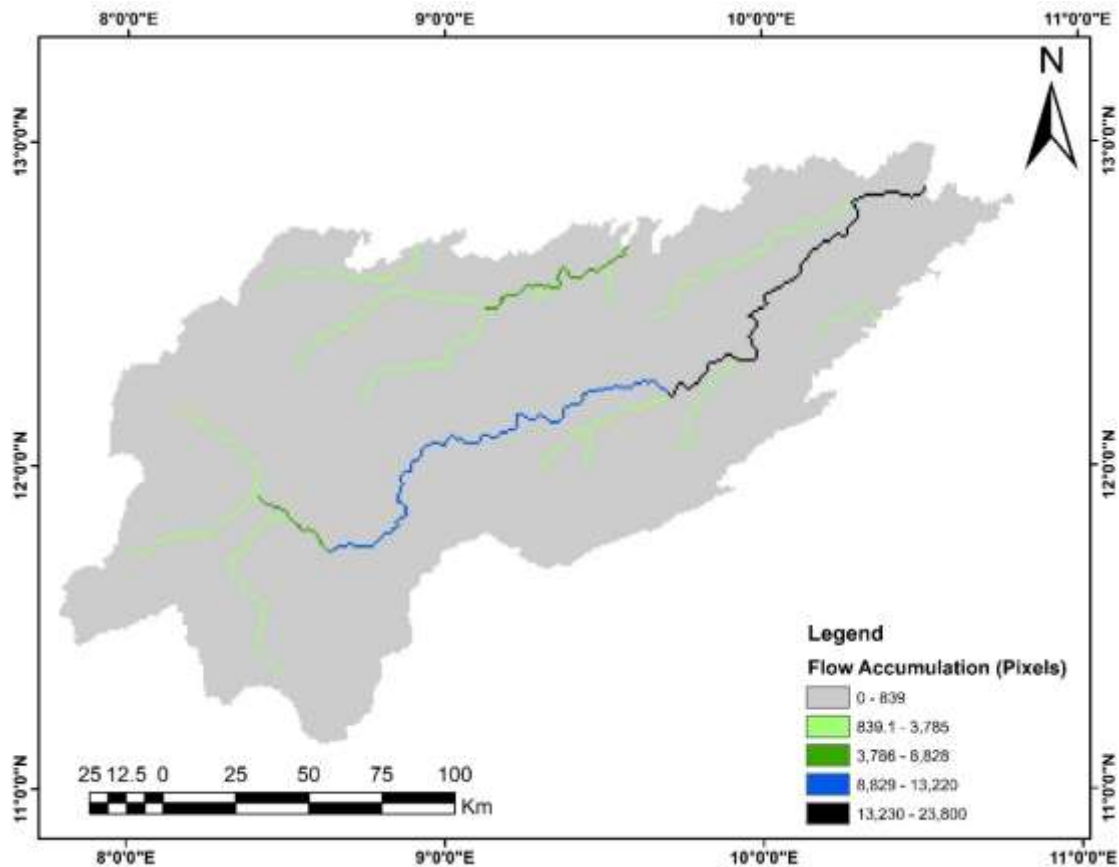 8°0'0"E 9°0'0"E 10°0'0"E 11°0'0"E
N
13°0'0"N 13°0'0"N
12°0'0"N 12°0'0"N
Legend
Flow Accumulation (Pixels)
0 - 839
839.1 - 3,785
3,786 - 8,828
8,829 - 13,220
13,230 - 23,800
25 12.5 0 25 50 75 100
Km
11°0'0"N 11°0'0"N
8°0'0"E 9°0'0"E 10°0'0"E 11°0'0"E